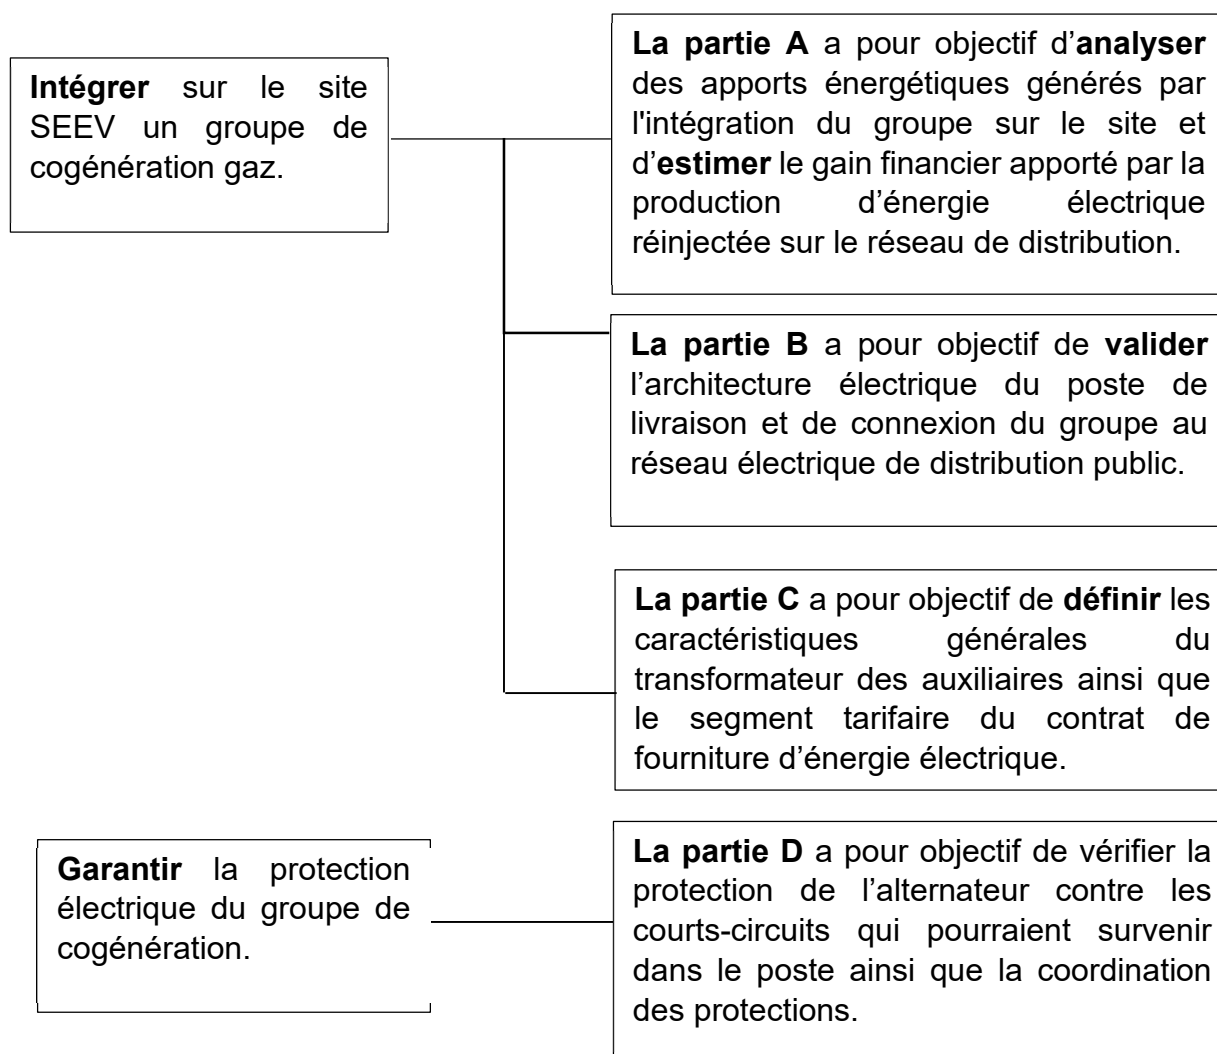 Intégrer sur le site
SEEV un groupe de
cogénération gaz.
La partie A a pour objectif d’analyser
des apports énergétiques générés par
l'intégration du groupe sur le site et
d’estimer le gain financier apporté par la
production d’énergie électrique
réinjectée sur le réseau de distribution.
La partie B a pour objectif de valider
l’architecture électrique du poste de
livraison et de connexion du groupe au
réseau électrique de distribution public.
La partie C a pour objectif de définir les
caractéristiques générales du
transformateur des auxiliaires ainsi que
le segment tarifaire du contrat de
fourniture d’énergie électrique.
Garantir la protection
électrique du groupe de
cogénération.
La partie D a pour objectif de vérifier la
protection de l’alternateur contre les
courts-circuits qui pourraient survenir
dans le poste ainsi que la coordination
des protections.